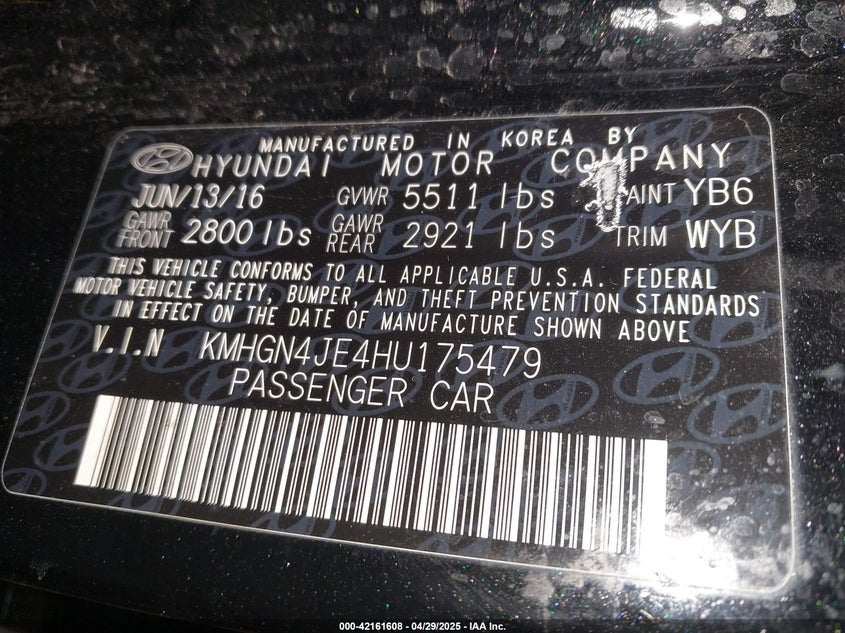 MANUFACTURED IN KOREA BY
HYUNDAI MOTOR COMPANY
JUN/13/16 GVWR 5511 lbs PAINT YB6
GAWR FRONT 2800 lbs GAWR REAR 2921 lbs TRIM WYB
THIS VEHICLE CONFORMS TO ALL APPLICABLE U.S.A. FEDERAL
MOTOR VEHICLE SAFETY, BUMPER, AND THEFT PREVENTION STANDARDS
IN EFFECT ON THE DATE OF MANUFACTURE SHOWN ABOVE
V.I.N KMHGN4JE4HU175479
PASSENGER CAR
000-42161608 - 04/29/2025 - IAA Inc.